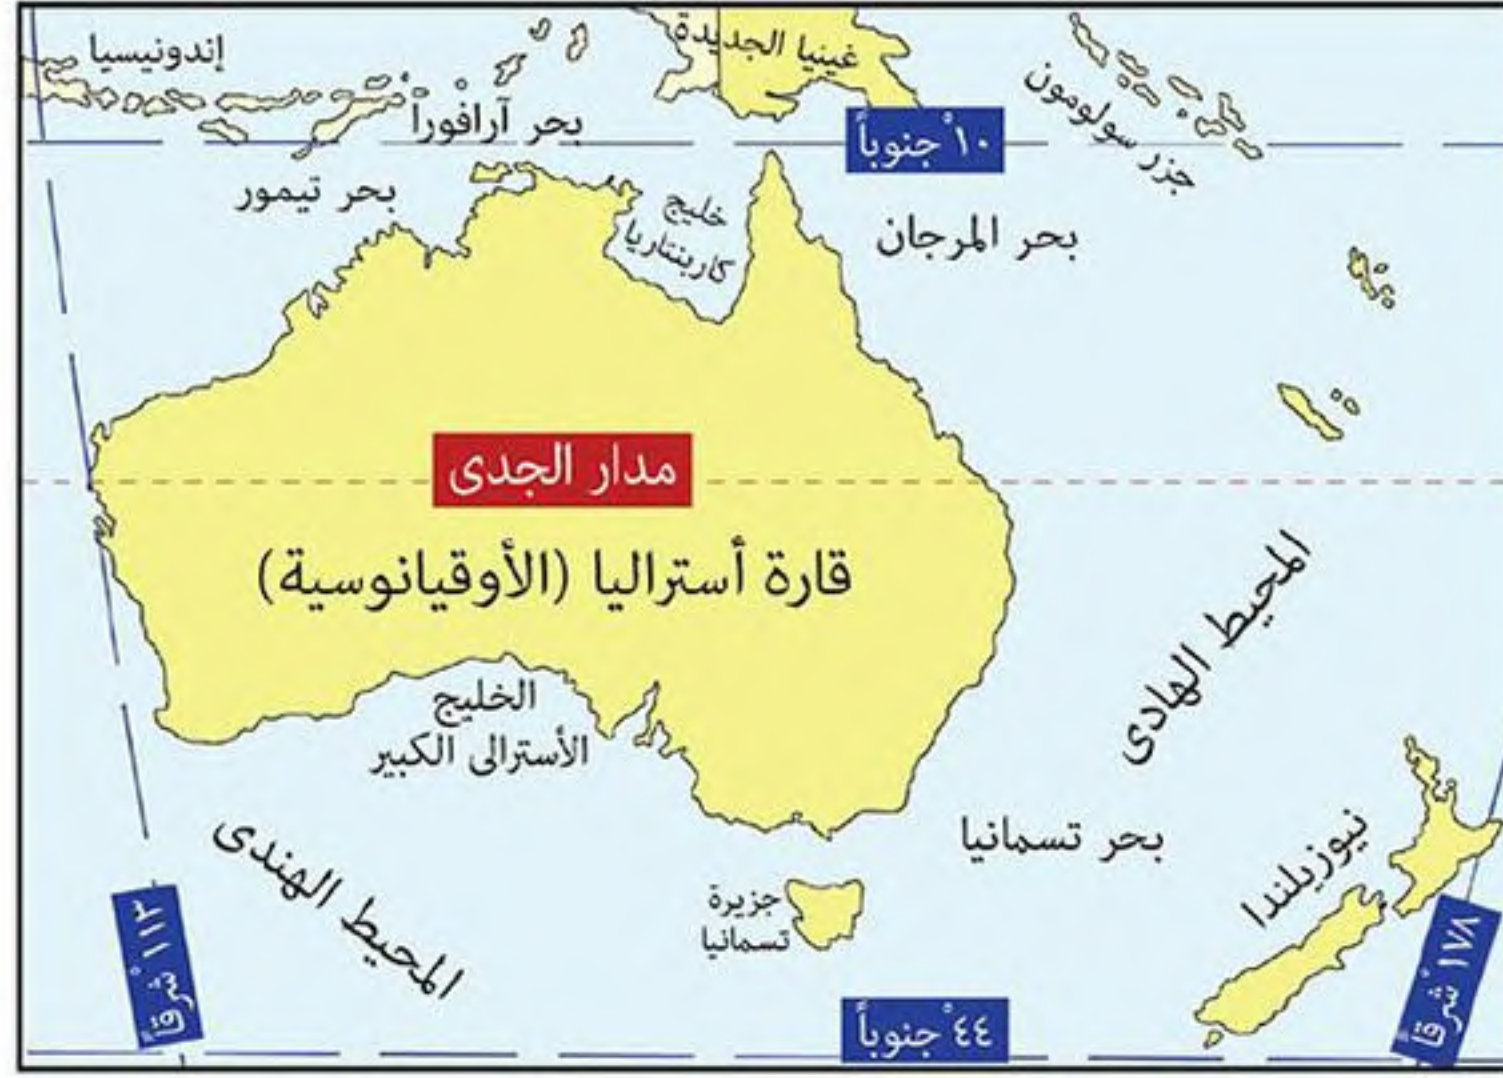 إندونيسيا
غينيا الجديدة
جزر سولومون
بحر آرافوراً
١٠ْ جنوباً
بحر تيمور
خليج
كاربنتاريا
بحر المرجان
مدار الجدى
قارة أستراليا (الأوقيانوسية)
المحيط الهادى
الخليج
الأسترالى الكبير
بحر تسمانيا
نيوزيلندا
المحيط الهندى
جزيرة
تسمانيا
١١٣ْ شرقاً
١٧٨ْ شرقاً
٤٤ْ جنوباً